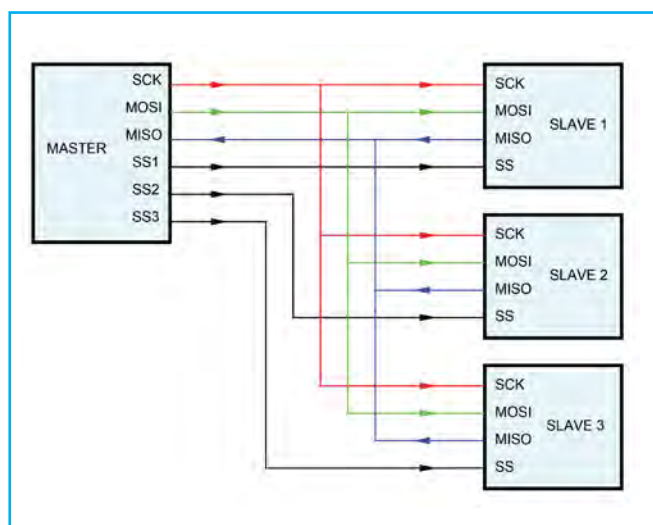 MASTER
SCK
MOSI
MISO
SS1
SS2
SS3
SCK
MOSI
MISO
SS
SLAVE 1
SCK
MOSI
MISO
SS
SLAVE 2
SCK
MOSI
MISO
SS
SLAVE 3